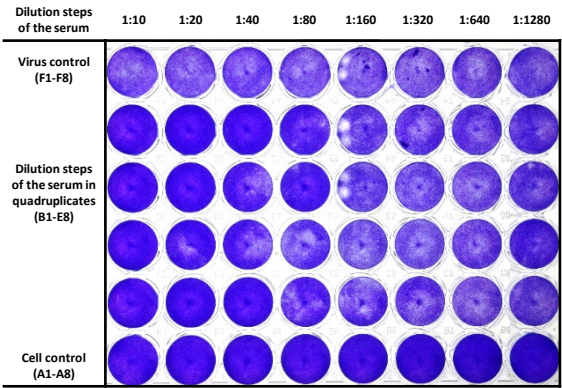 Dilution steps
of the serum
1:10 1:20 1:40 1:80 1:160 1:320 1:640 1:1280
Virus control
(F1-F8)
Dilution steps
of the serum in
quadruplicates
(B1-E8)
Cell control
(A1-A8)